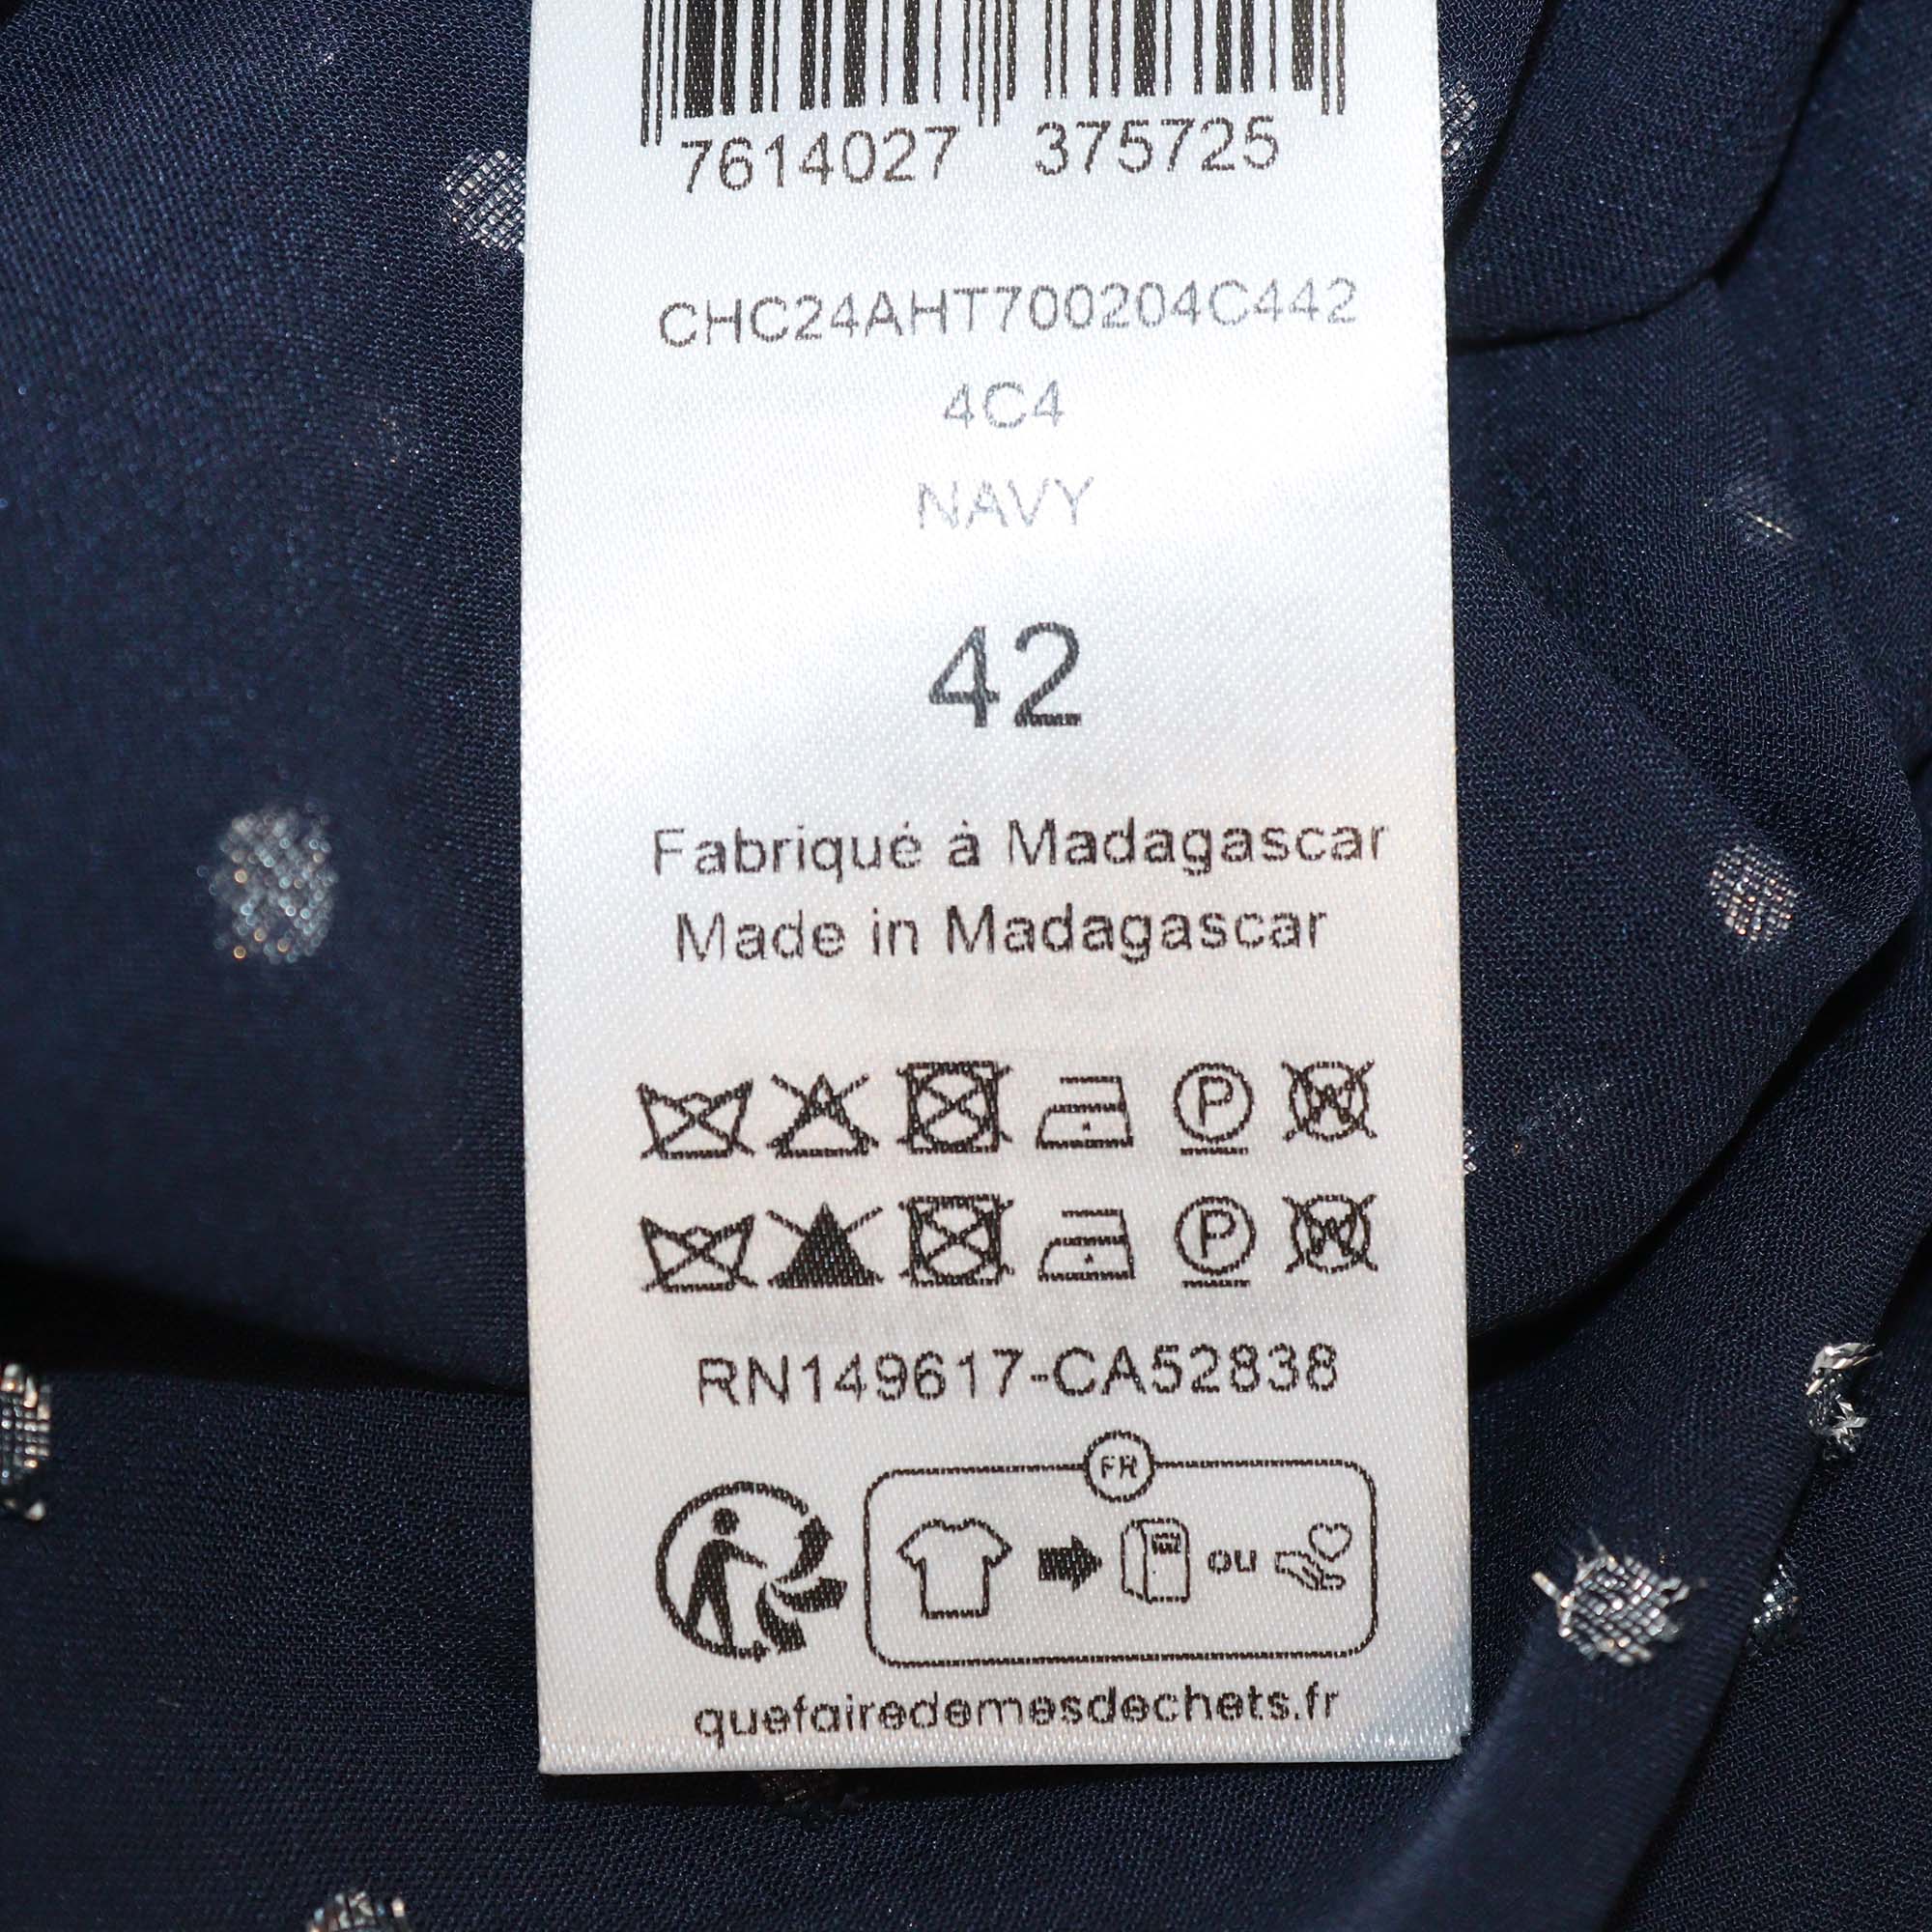 7614027 375725
CHC24AHT700204C442
4C4
NAVY
42
Fabriqué à Madagascar
Made in Madagascar
P W
P W
RN149617-CA52838
FR
ou
quefairedemesdechets.fr